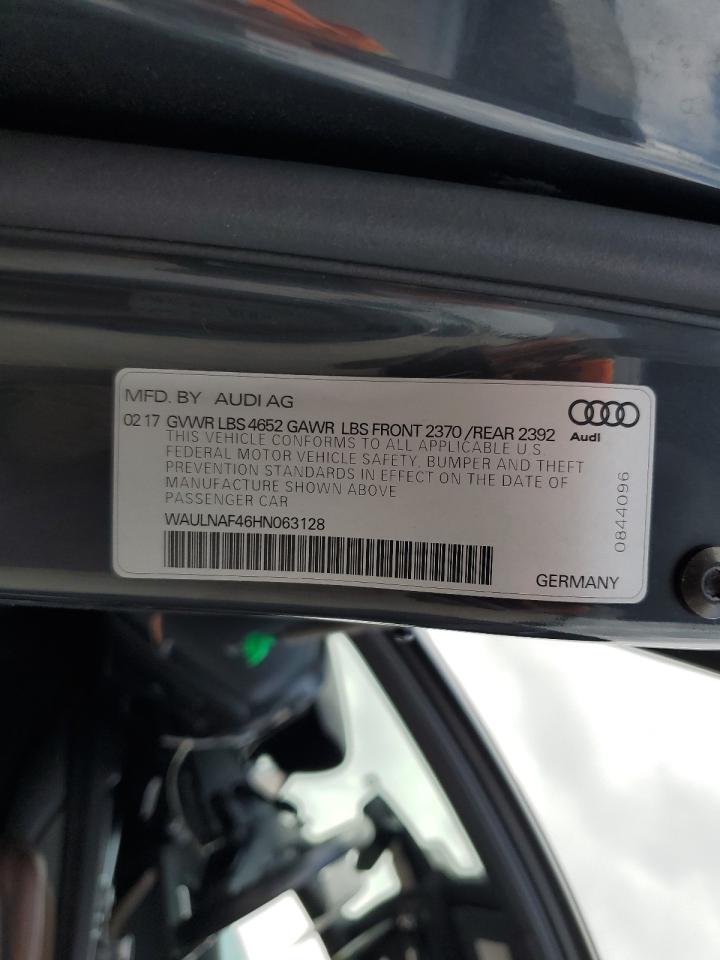 MFD. BY AUDI AG
02 17 GVWR LBS 4652 GAWR LBS FRONT 2370 /REAR 2392
Audi
THIS VEHICLE CONFORMS TO ALL APPLICABLE U S
FEDERAL MOTOR VEHICLE SAFETY, BUMPER AND THEFT
PREVENTION STANDARDS IN EFFECT ON THE DATE OF
MANUFACTURE SHOWN ABOVE
PASSENGER CAR
WAULNAF46HN063128
0844096
GERMANY